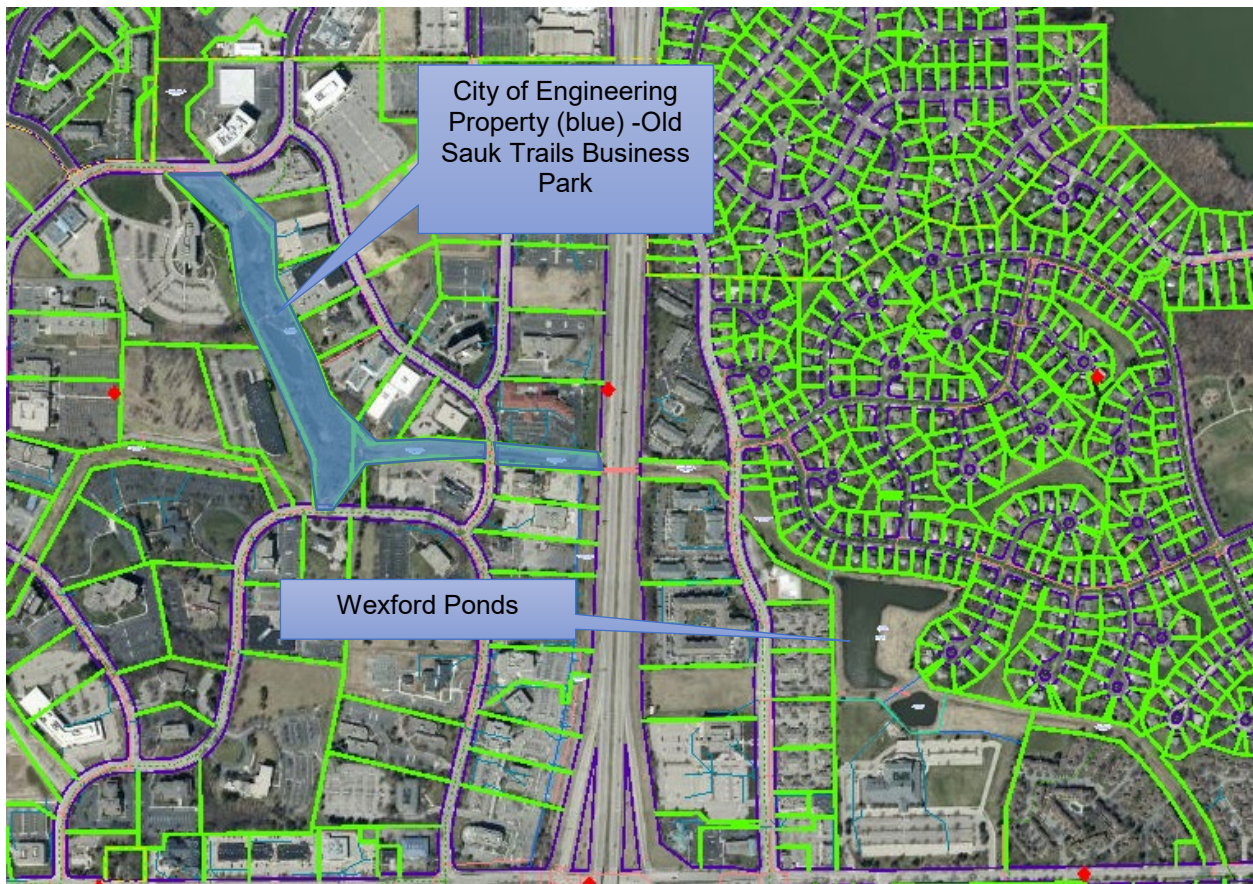 City of Engineering
Property (blue) -Old
Sauk Trails Business
Park
Wexford Ponds